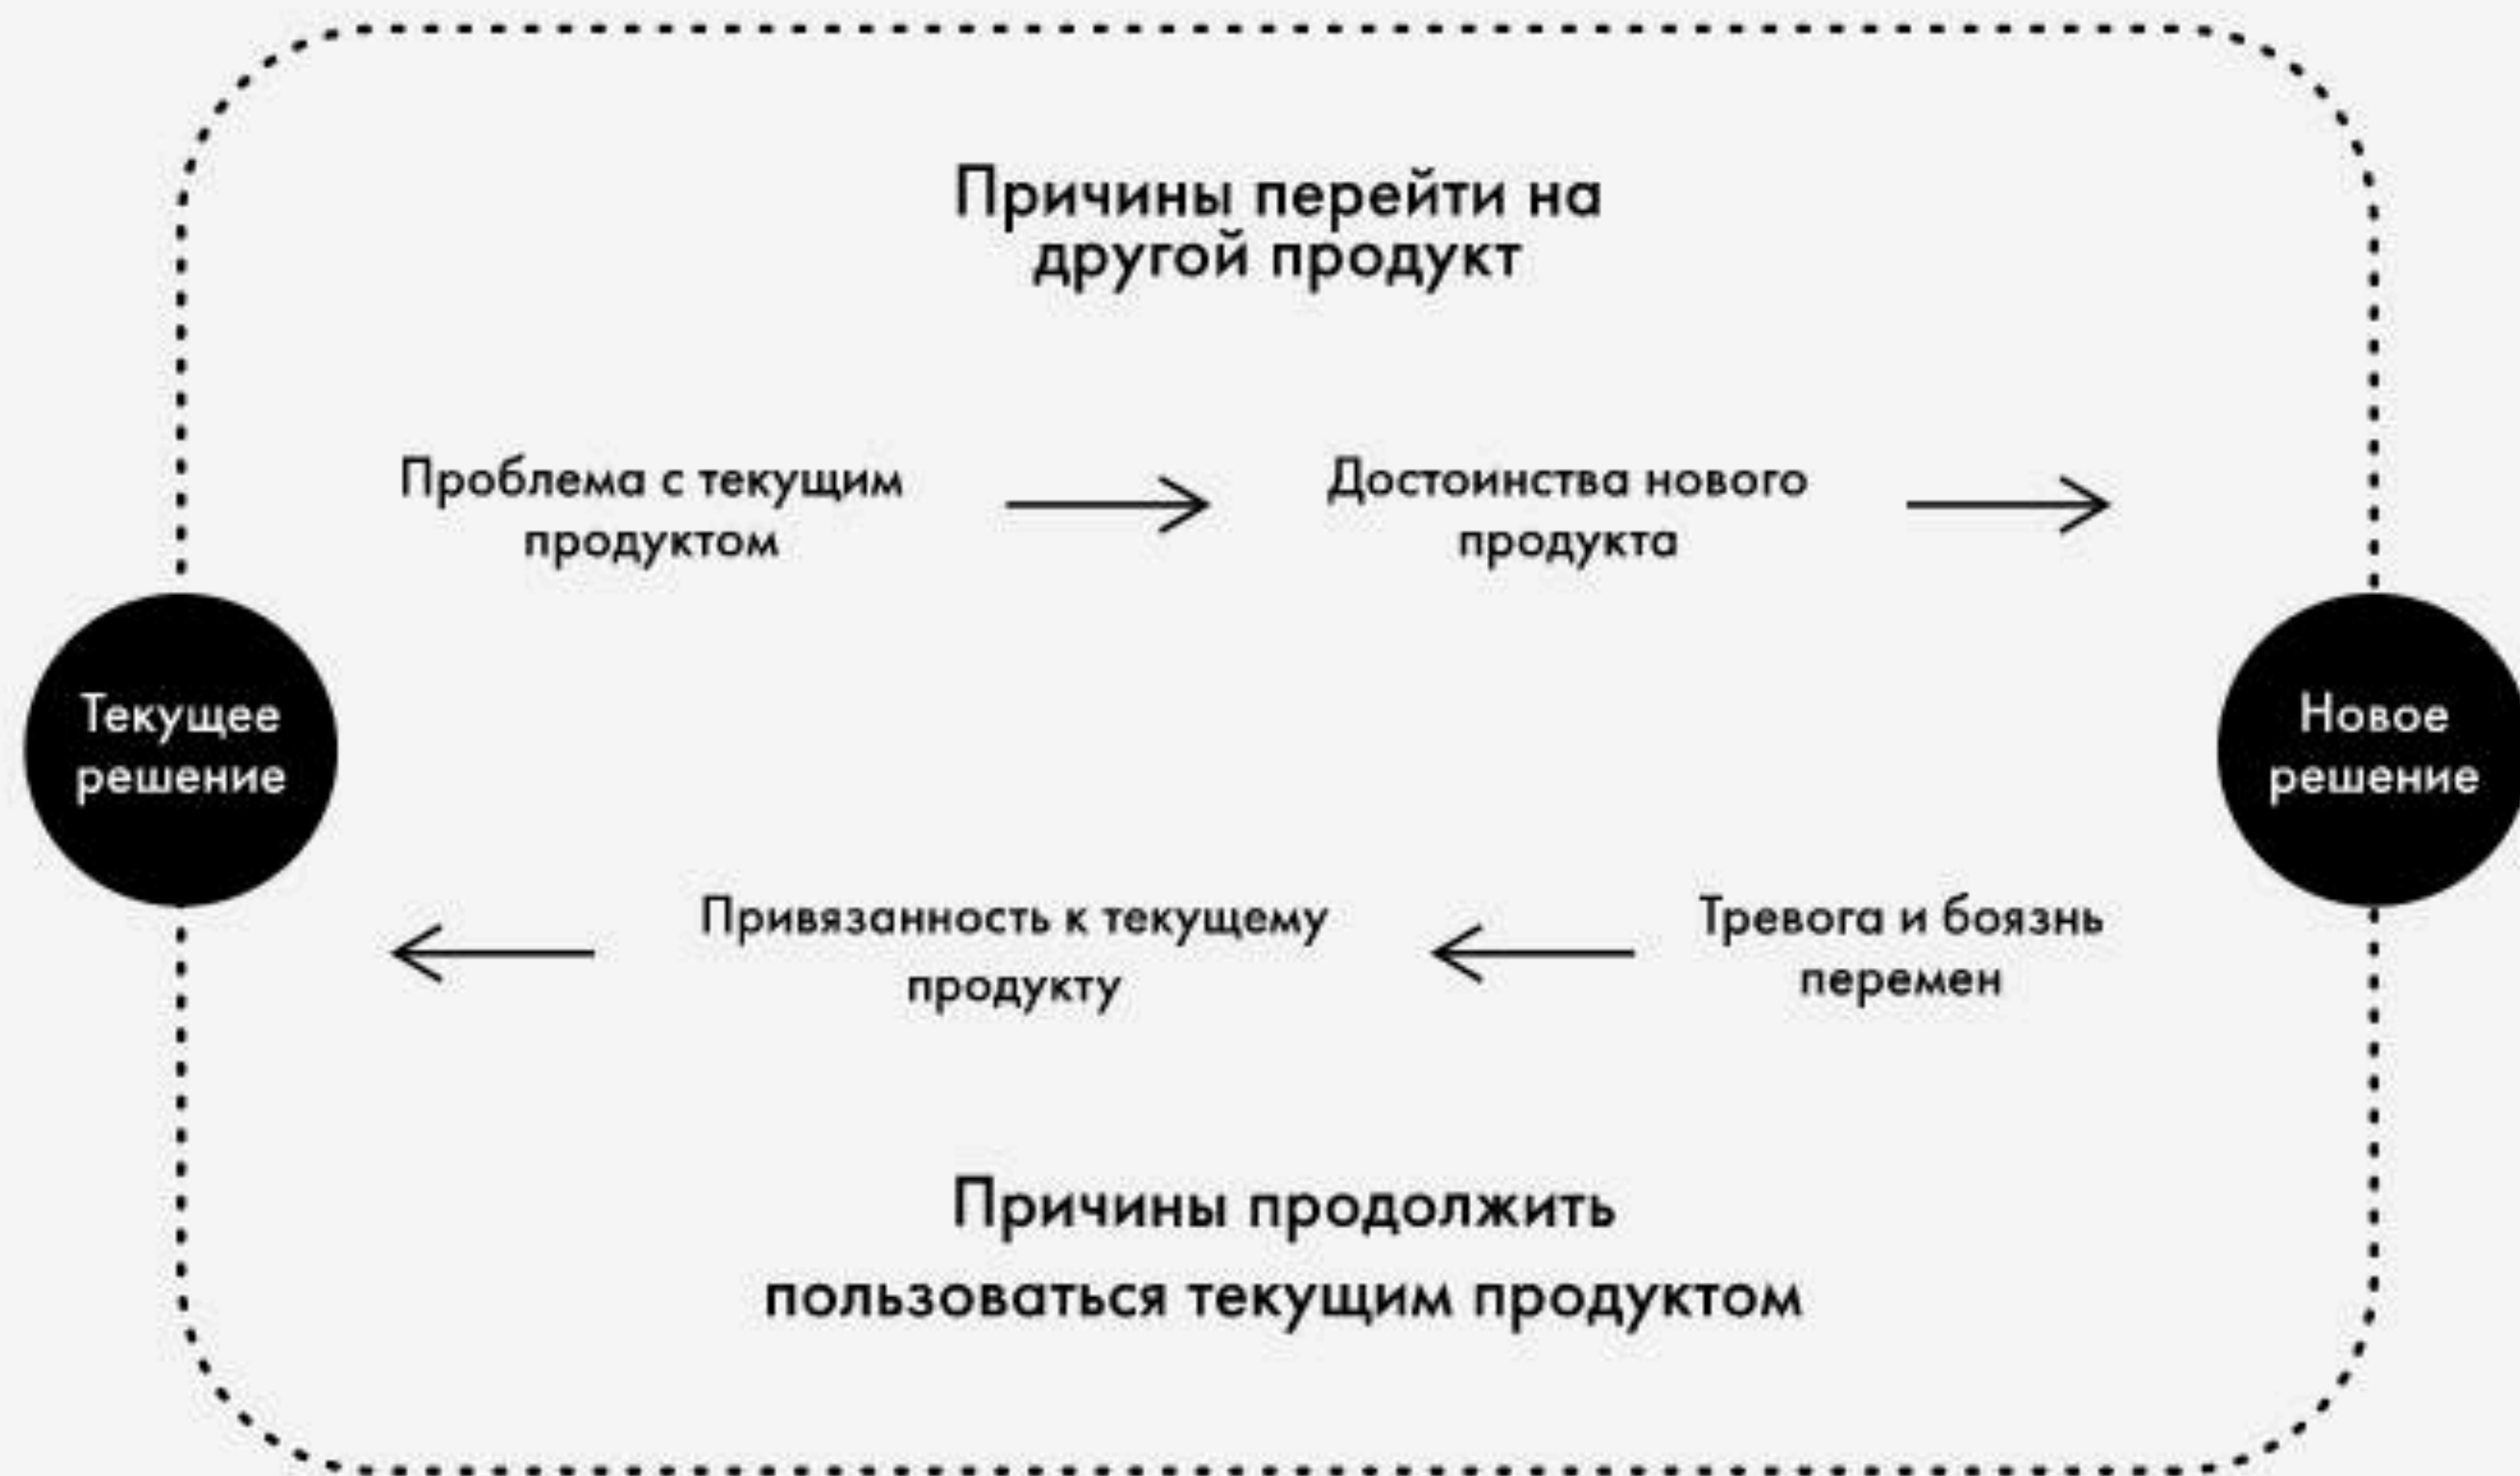 Причины перейти на
другой продукт
Проблема с текущим
продуктом
Достоинства нового
продукта
Текущее
решение
Новое
решение
Привязанность к текущему
продукту
Тревога и боязнь
перемен
Причины продолжить
пользоваться текущим продуктом